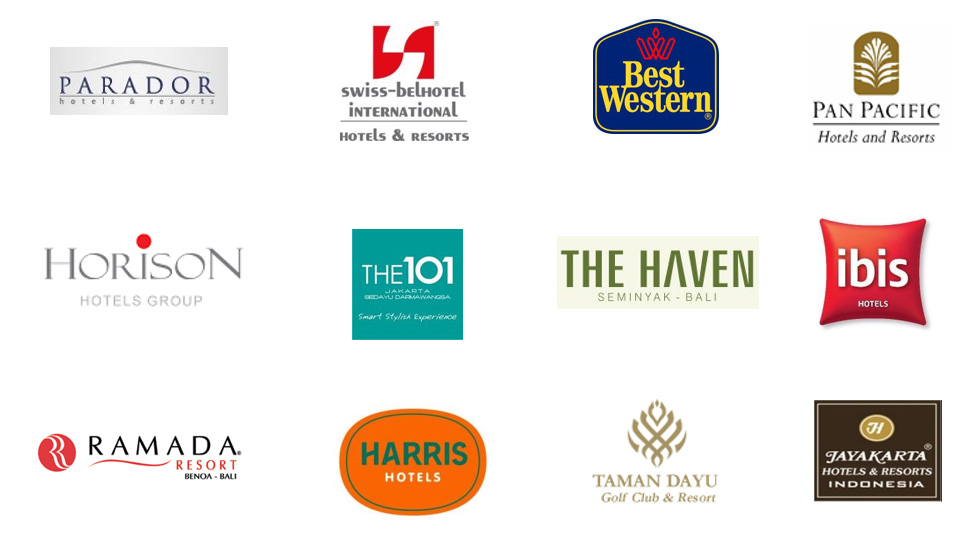 PARADOR
hotels & resorts
swiss-belhotel
international
hotels & resorts
®
Best
Western
®
PAN PACIFIC
Hotels and Resorts
HORISON
HOTELS GROUP
THE101
JAKARTA
SEDAYU DARMAWANGSA
Smart Stylish Experience
THE HAVEN
SEMINYAK - BALI
ibis
HOTELS
RAMADA®
RESORT
BENOA - BALI
HARRIS
HOTELS
TAMAN DAYU
Golf Club & Resort
JH
JAYAKARTA®
HOTELS & RESORTS
INDONESIA